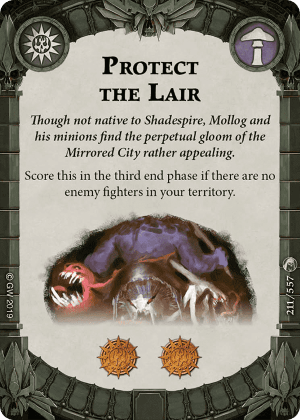 PROTECT
THE LAIR
Though not native to Shadespire, Mollog and
his minions find the perpetual gloom of the
Mirrored City rather appealing.
Score this in the third end phase if there are no
enemy fighters in your territory.
© GW 2019
211/557